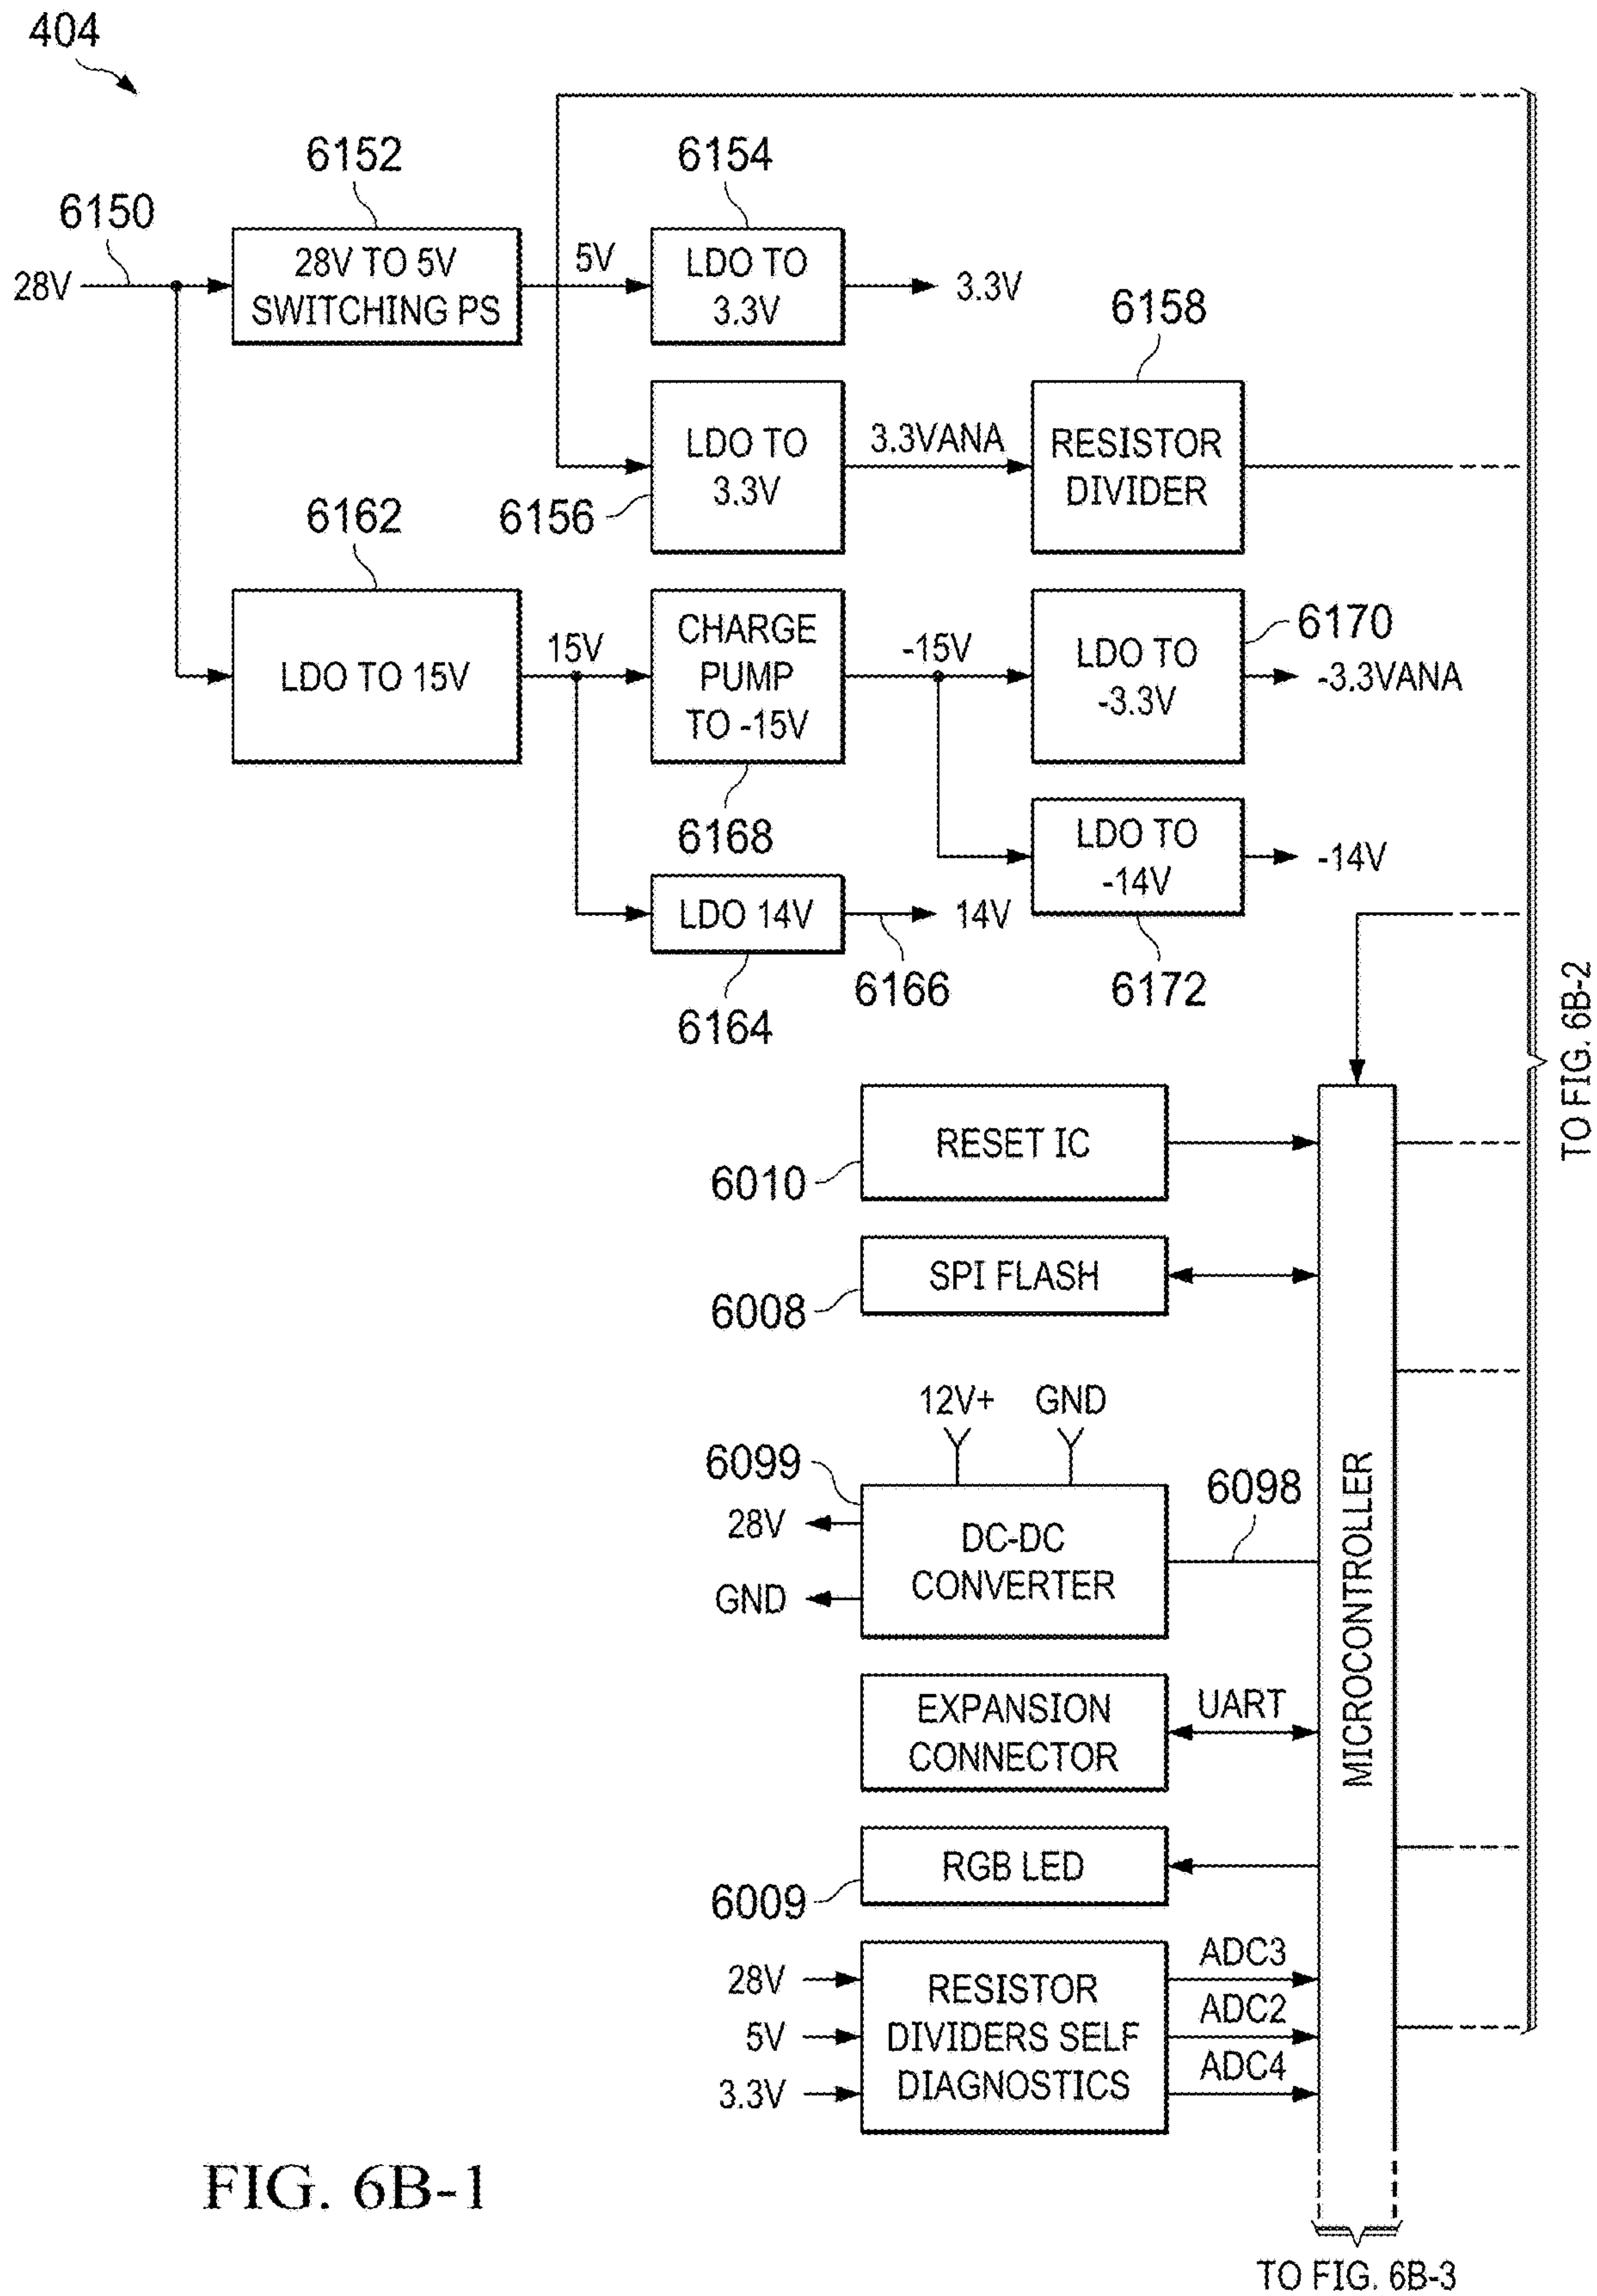 404
6152
6154
6150
28V
28V TO 5V
SWITCHING PS
5V
LDO TO
3.3V
3.3V
6158
LDO TO
3.3V
3.3VANA
RESISTOR
DIVIDER
6156
6162
LDO TO 15V
15V
CHARGE
PUMP
TO -15V
-15V
LDO TO
-3.3V
6170
-3.3VANA
6168
LDO TO
-14V
-14V
LDO 14V
14V
6166
6172
6164
TO FIG. 6B-2
RESET IC
6010
SPI FLASH
6008
12V+
GND
6099
28V
GND
DC-DC
CONVERTER
6098
MICROCONTROLLER
EXPANSION
CONNECTOR
UART
RGB LED
6009
28V
5V
3.3V
RESISTOR
DIVIDERS SELF
DIAGNOSTICS
ADC3
ADC2
ADC4
FIG. 6B-1
TO FIG. 6B-3